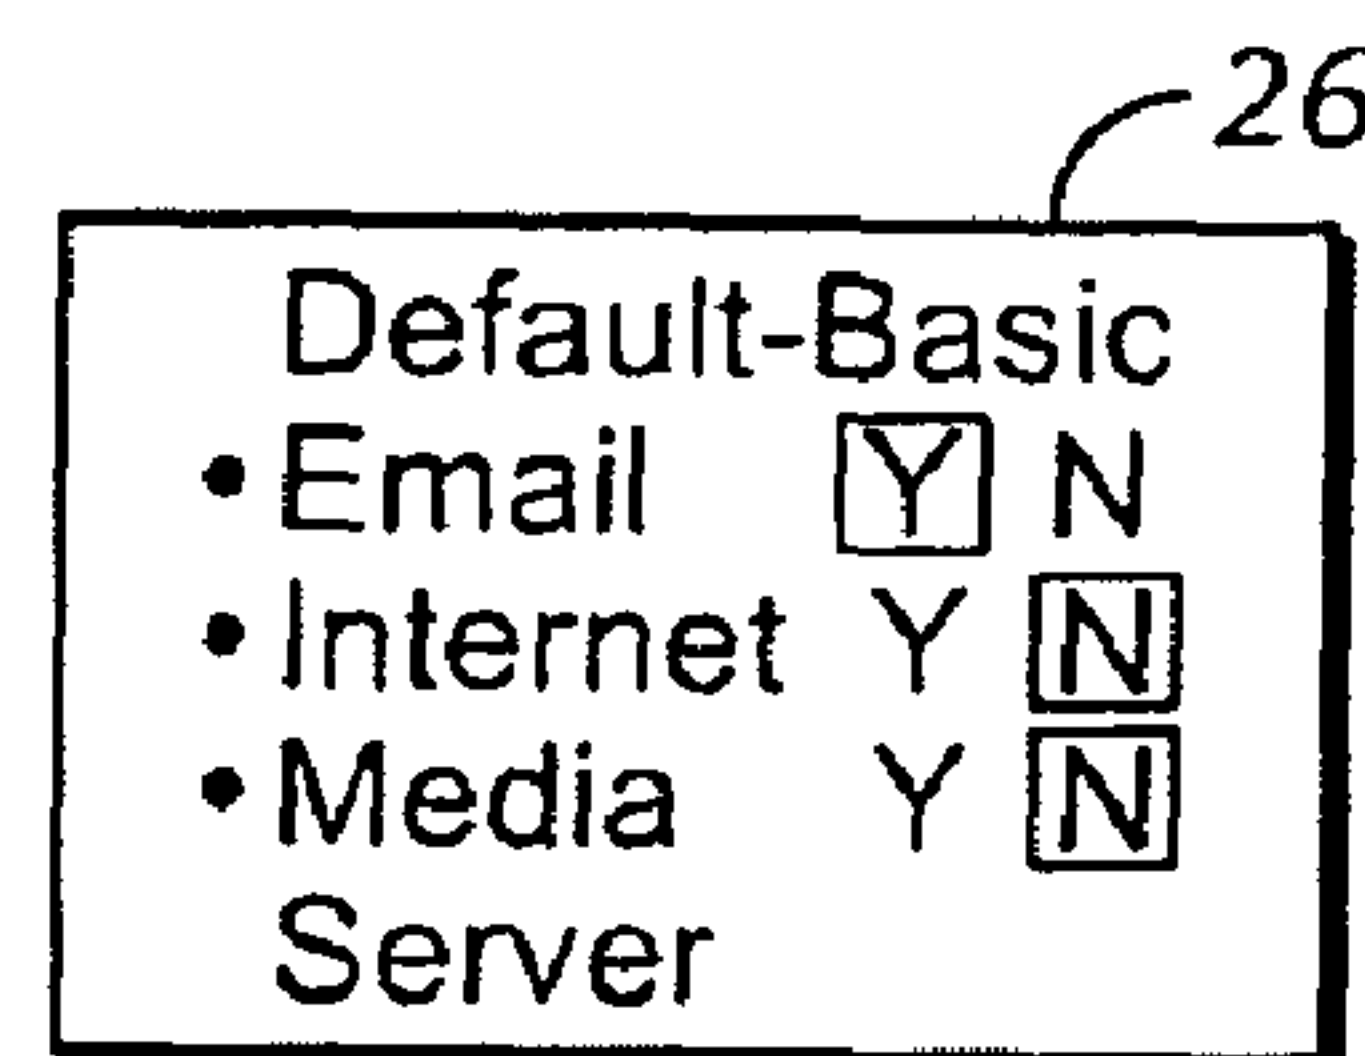 26
Default-Basic
• Email Y N
• Internet Y N
• Media Y N
Server